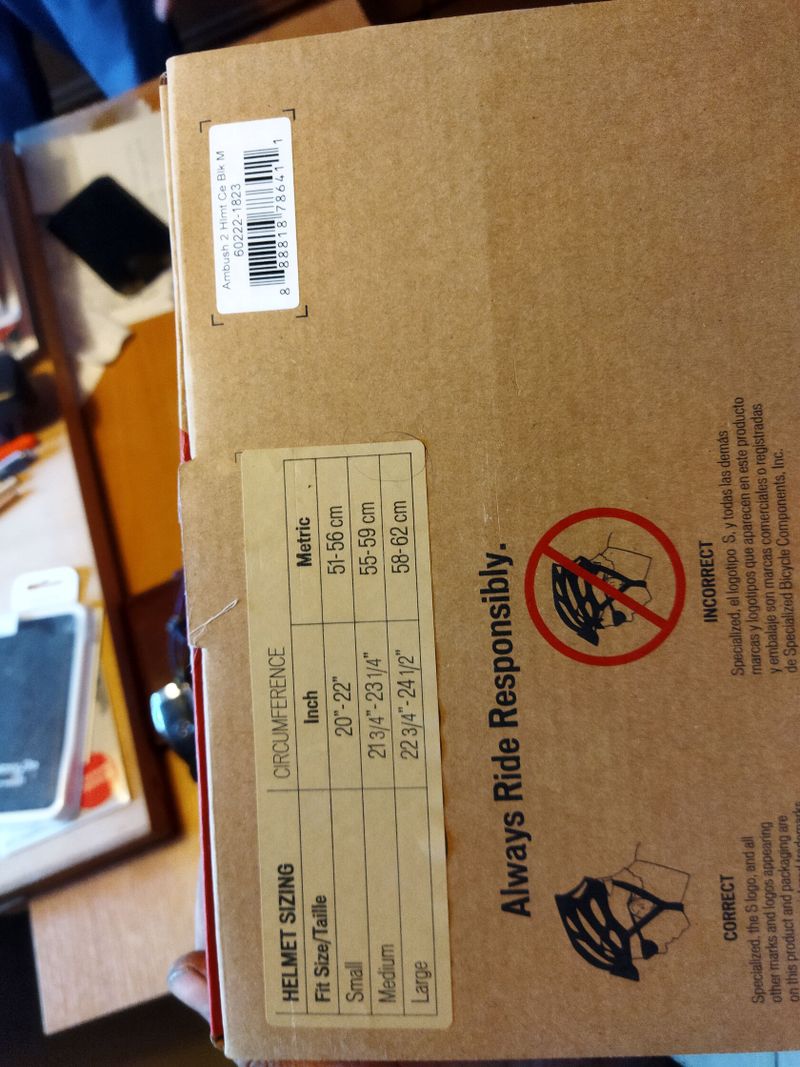 Ambush 2 Hlmt Ce Blk M
60222-1823
8 88818 78641 1
HELMET SIZING CIRCUMFERENCE
Fit Size/Taille Inch Metric
Small 20"-22" 51-56 cm
Medium 21 3/4"-23 1/4" 55-59 cm
Large 22 3/4"-24 1/2" 58-62 cm
Always Ride Responsibly.
CORRECT
Specialized, the S logo, and all
other marks and logos appearing
on this product and packaging are
INCORRECT
Specialized, el logotipo S, y todas las demás
marcas y logotipos que aparecen en este producto
y embalaje son marcas comerciales o registradas
de Specialized Bicycle Components, Inc.